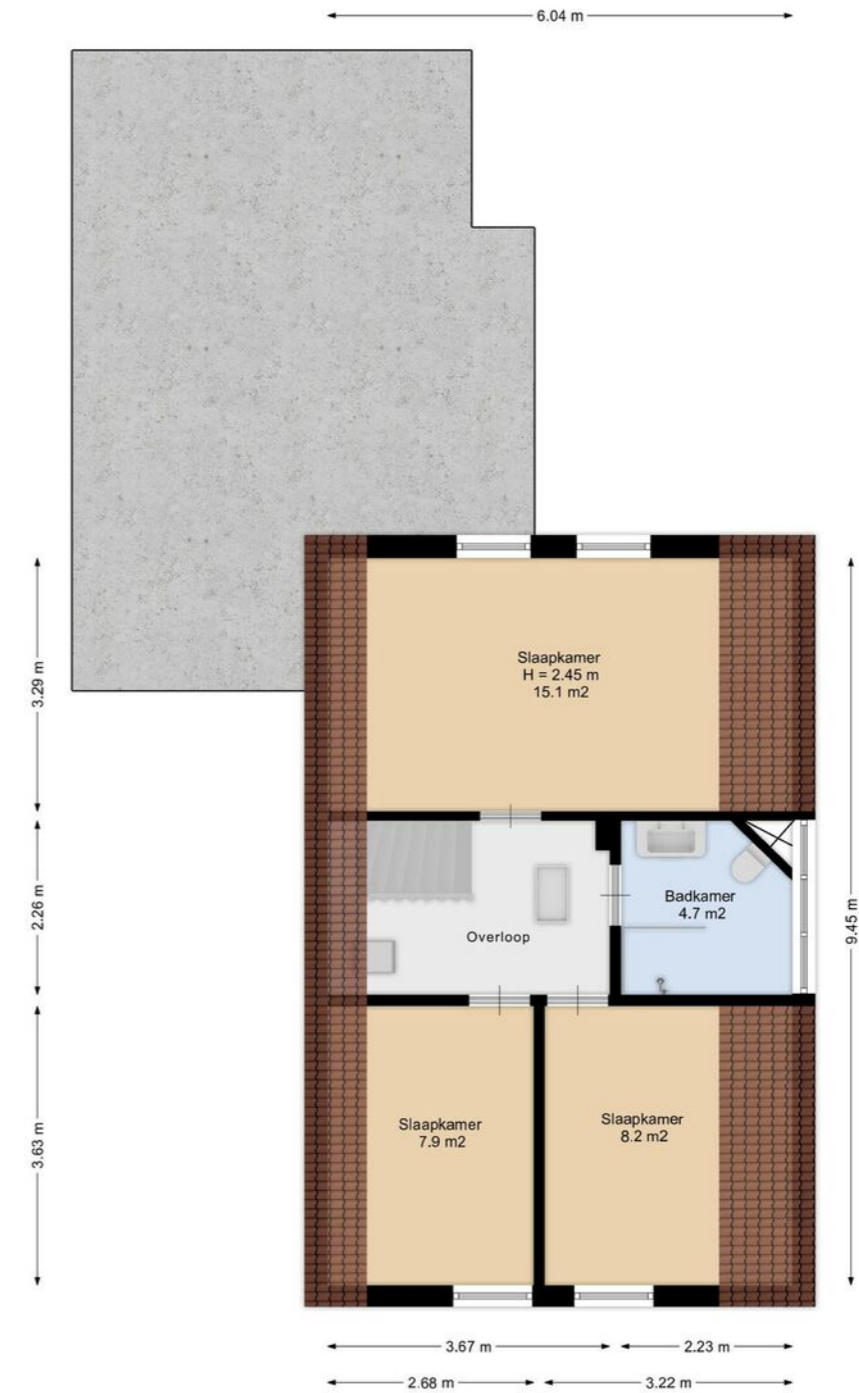 6.04 m
Slaapkamer
H = 2.45 m
15.1 m2
3.29 m
2.26 m
Badkamer
4.7 m2
Overloop
9.45 m
3.63 m
Slaapkamer
7.9 m2
Slaapkamer
8.2 m2
3.67 m
2.23 m
2.68 m
3.22 m